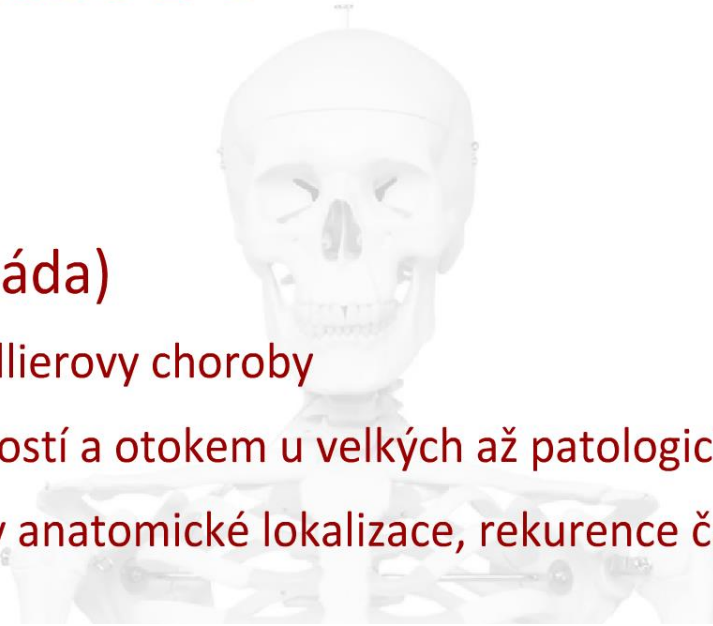 áda)
llierovy choroby
ostí a otokem u velkých až patologic
anatomické lokalizace, rekurence č